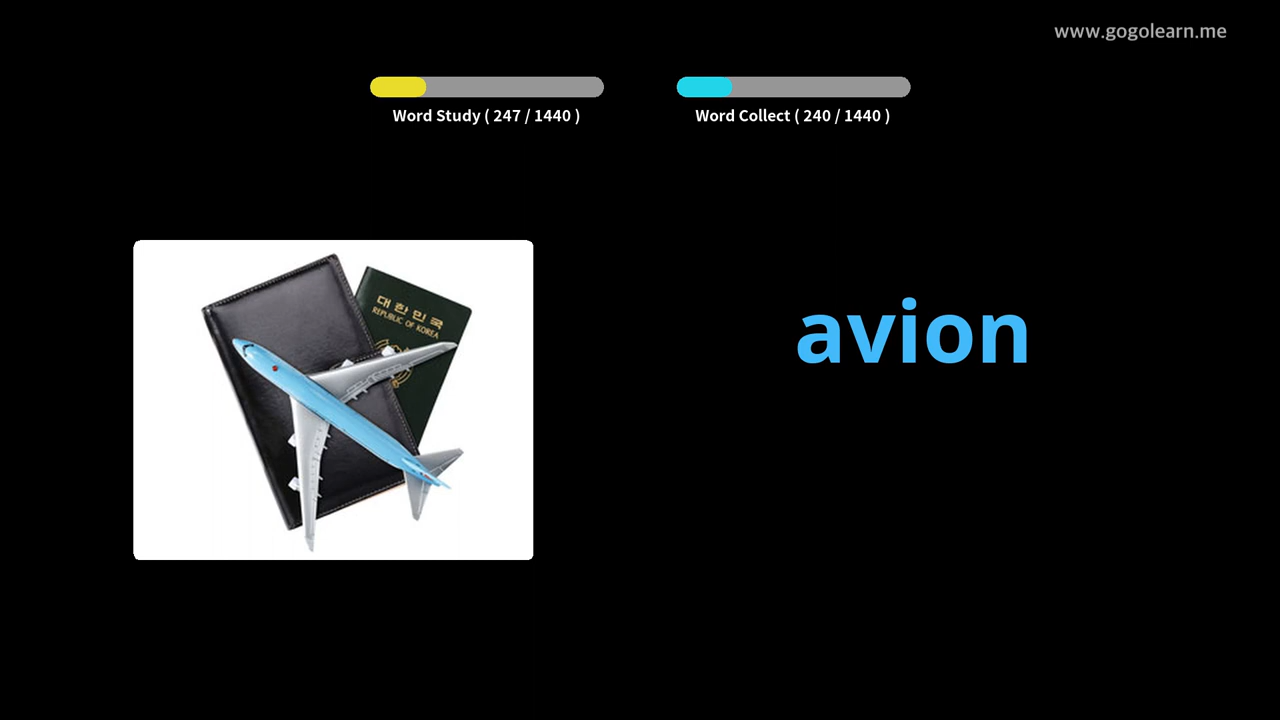 www.gogolearn.me
Word Study ( 247 / 1440 )
Word Collect ( 240 / 1440 )
대한민국
REPUBLIC OF KOREA
avion